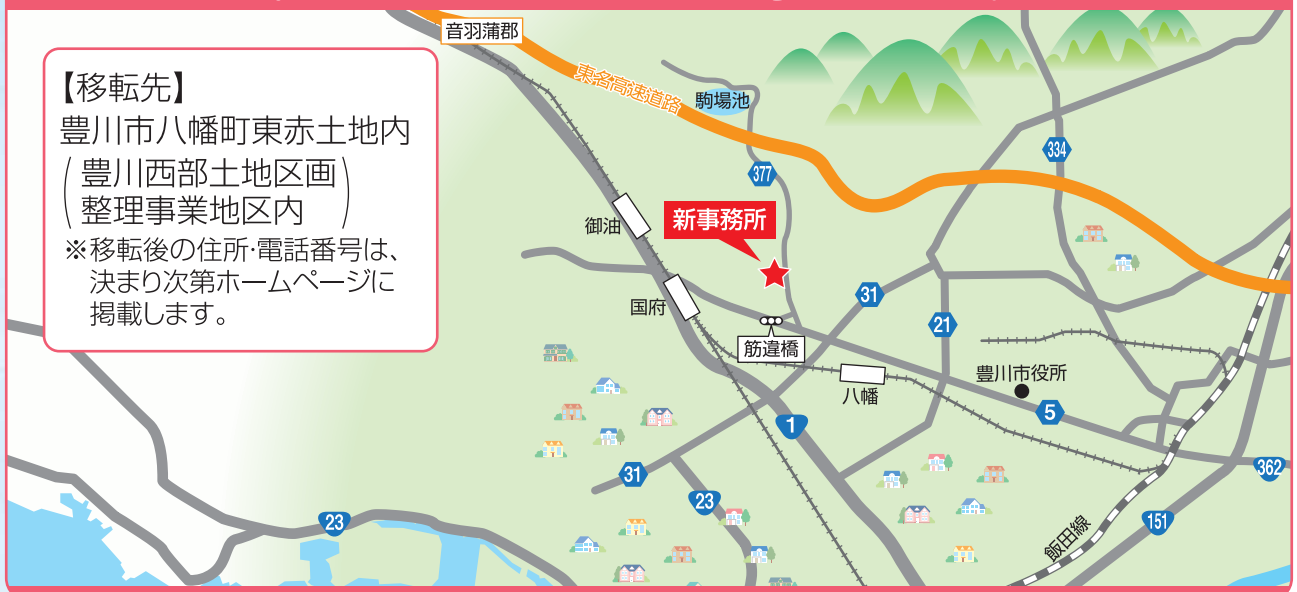 【移転先】
豊川市八幡町東赤土地内
(豊川西部土地区画
整理事業地区内)
※移転後の住所・電話番号は、
決まり次第ホームページに
掲載します。
音羽蒲郡
東名高速道路
駒場池
377
334
御油
新事務所
国府
31
21
筋違橋
八幡
豊川市役所
5
1
31
23
362
23
151
飯田線